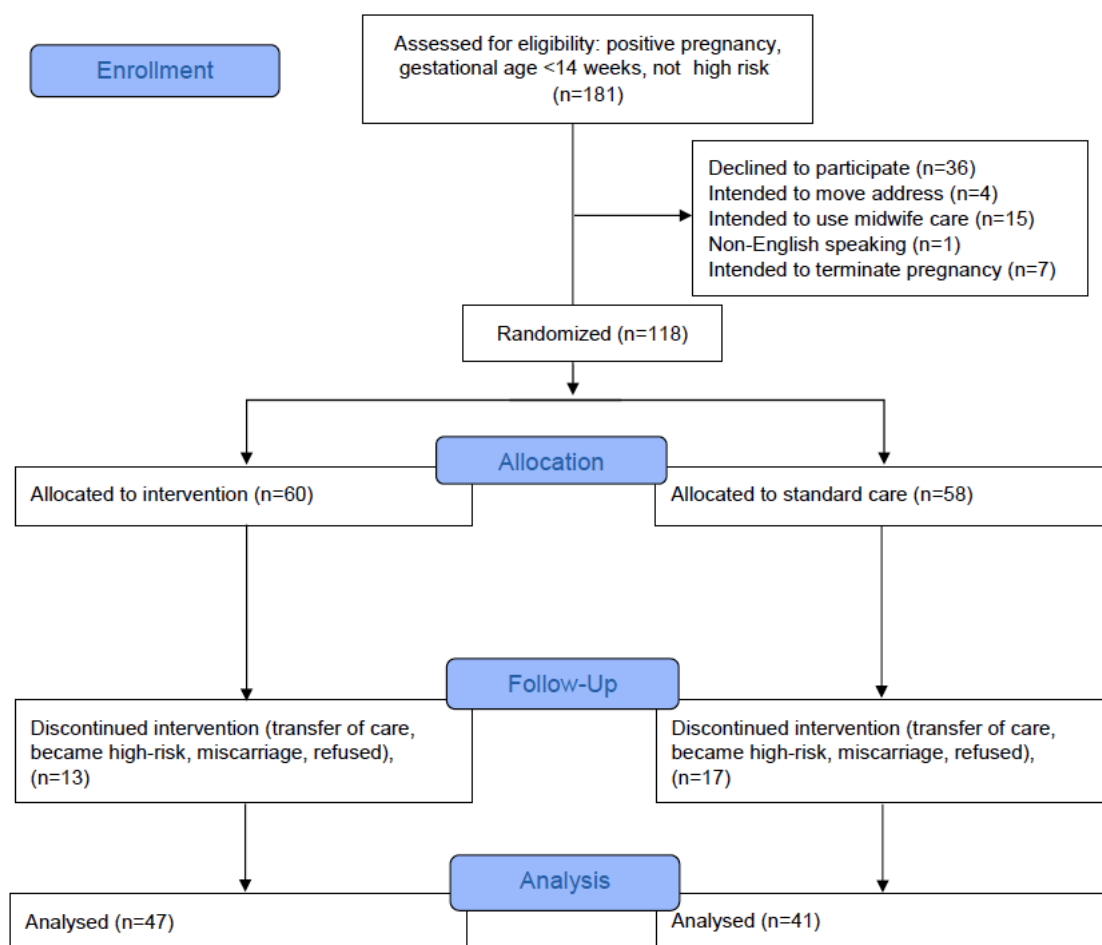 Enrollment
Assessed for eligibility: positive pregnancy,
gestational age <14 weeks, not high risk
(n=181)
Declined to participate (n=36)
Intended to move address (n=4)
Intended to use midwife care (n=15)
Non-English speaking (n=1)
Intended to terminate pregnancy (n=7)
Randomized (n=118)
Allocation
Allocated to intervention (n=60)
Allocated to standard care (n=58)
Follow-Up
Discontinued intervention (transfer of care,
became high-risk, miscarriage, refused),
(n=13)
Discontinued intervention (transfer of care,
became high-risk, miscarriage, refused),
(n=17)
Analysis
Analysed (n=47)
Analysed (n=41)